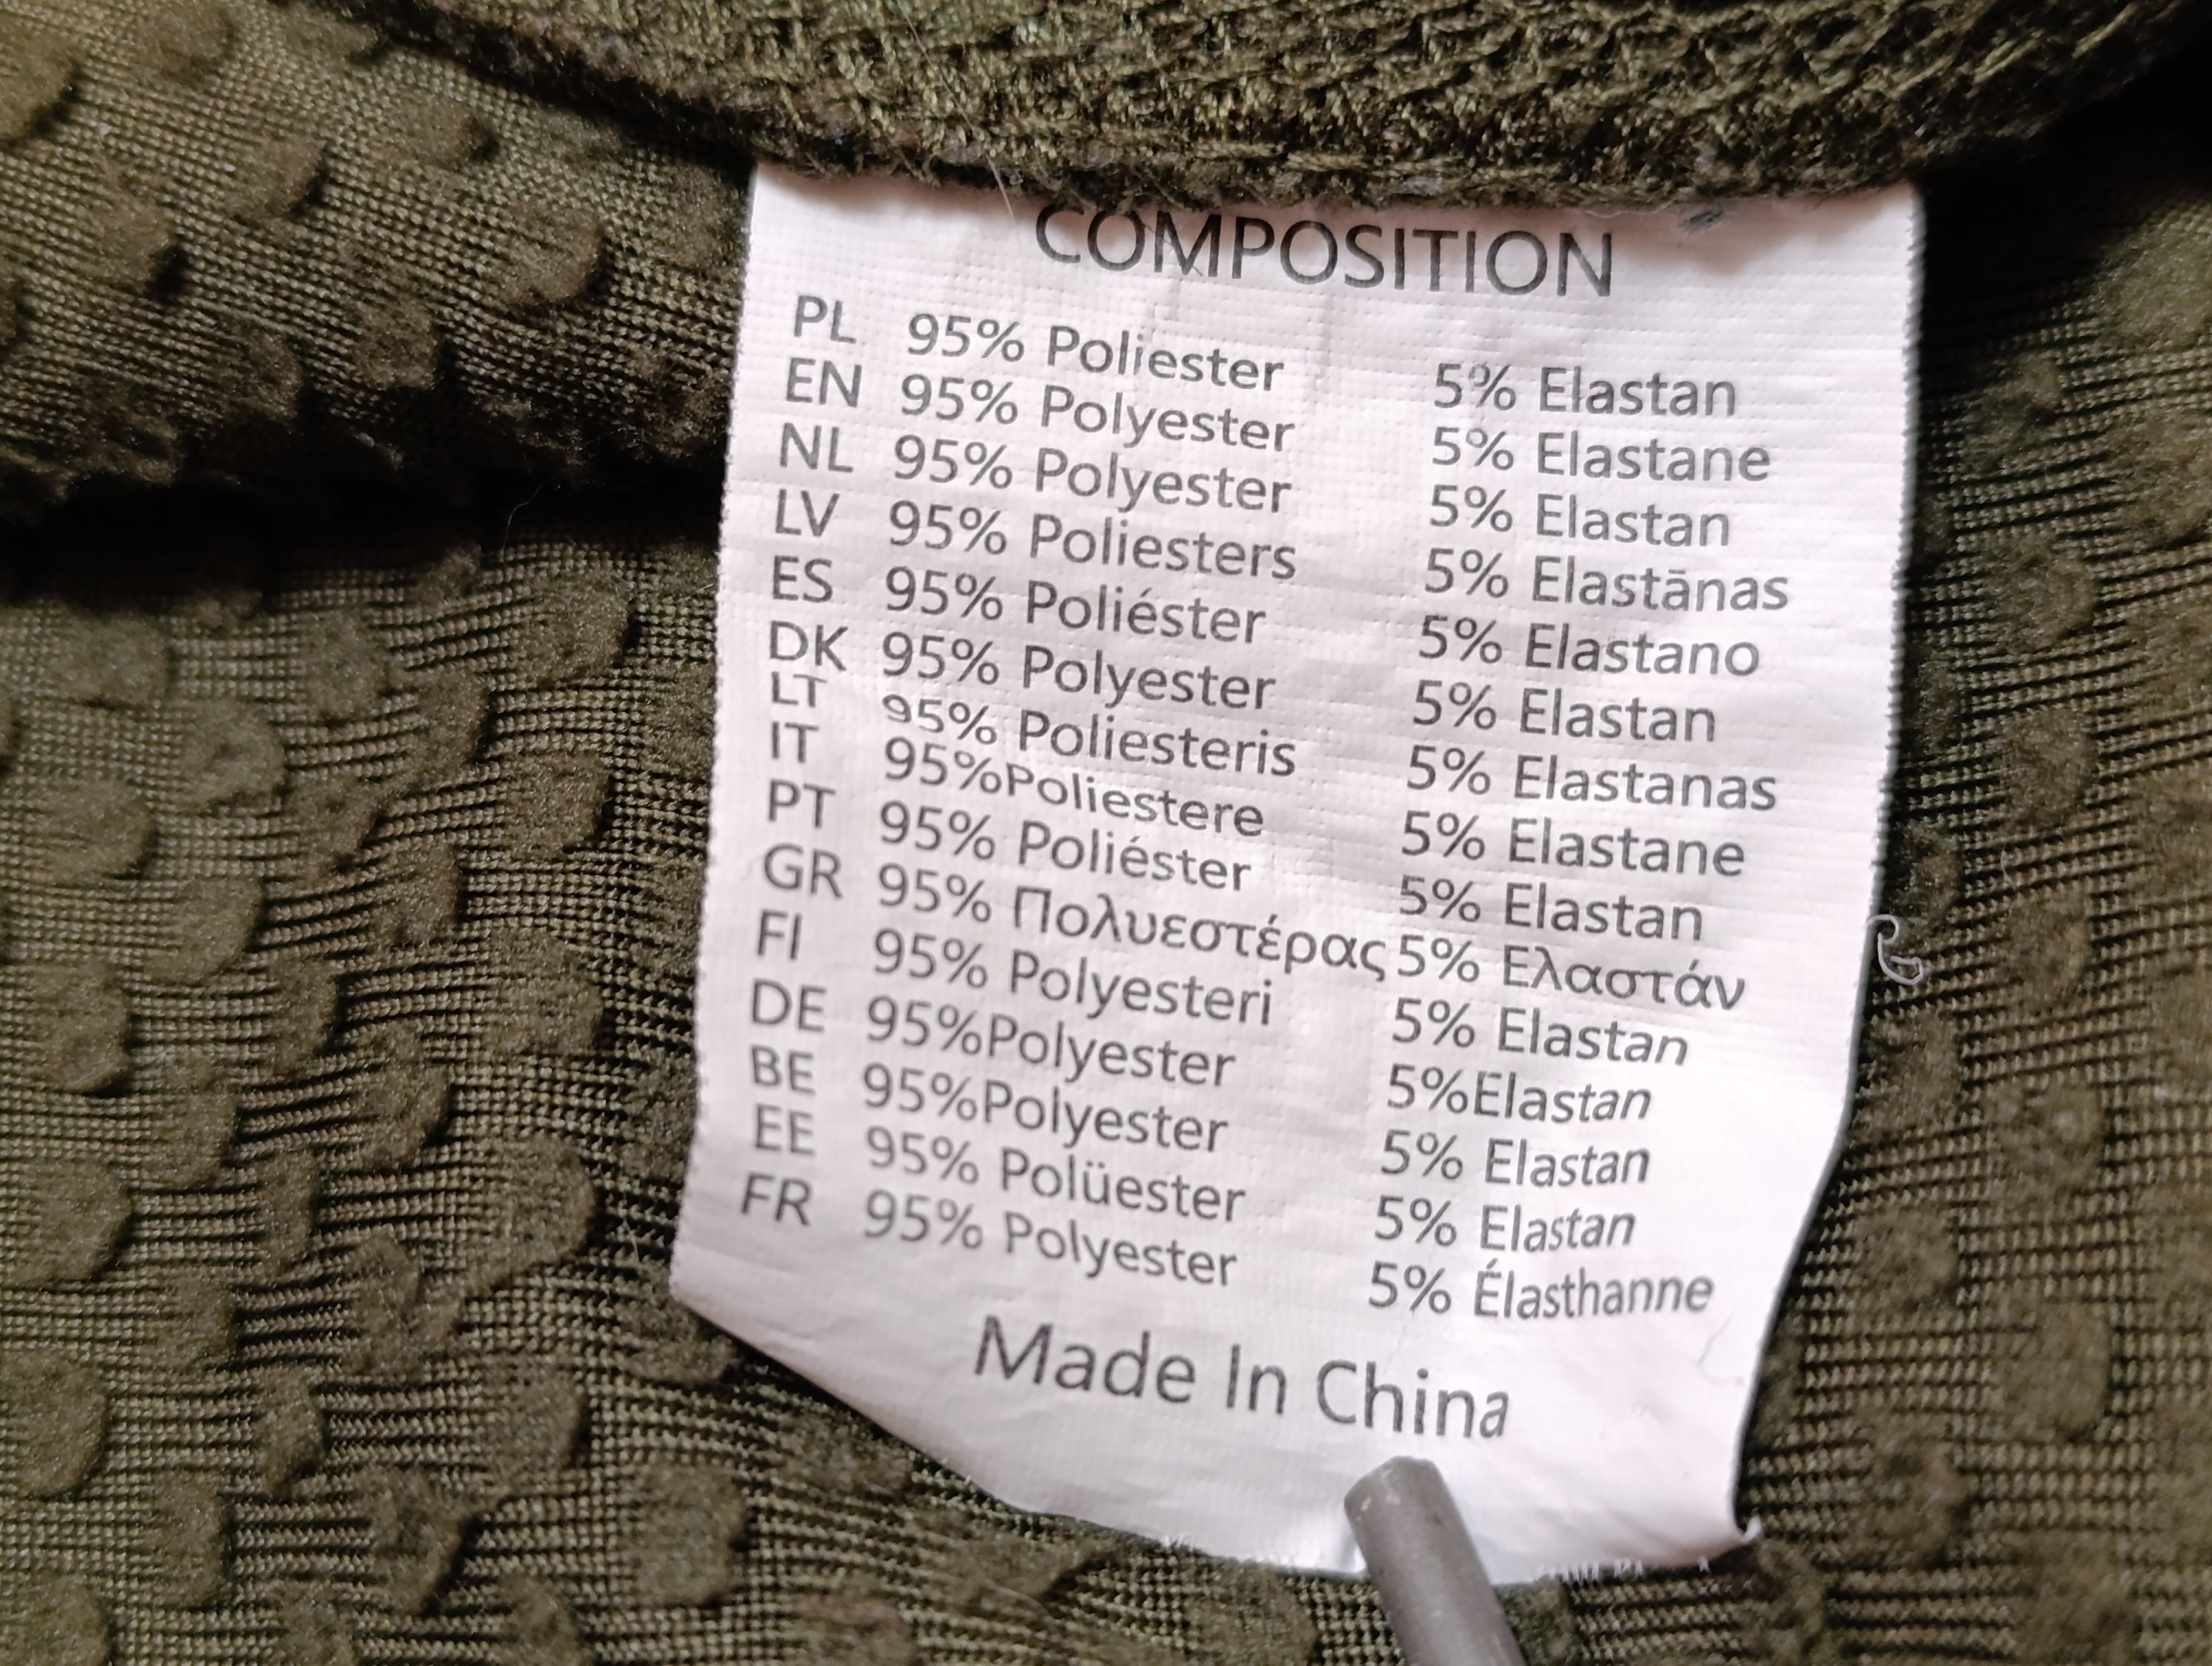 COMPOSITION
PL 95% Poliester 5% Elastan
EN 95% Polyester 5% Elastane
NL 95% Polyester 5% Elastan
LV 95% Poliesters 5% Elastānas
ES 95% Poliéster 5% Elastano
DK 95% Polyester 5% Elastan
LT 95% Poliesteris 5% Elastanas
IT 95%Poliestere 5% Elastane
PT 95% Poliéster 5% Elastan
GR 95% Πολυεστέρας 5% Ελαστάν
FI 95% Polyesteri 5% Elastan
DE 95%Polyester 5%Elastan
BE 95%Polyester 5% Elastan
EE 95% Polüester 5% Elastan
FR 95% Polyester 5% Élasthanne
Made In China